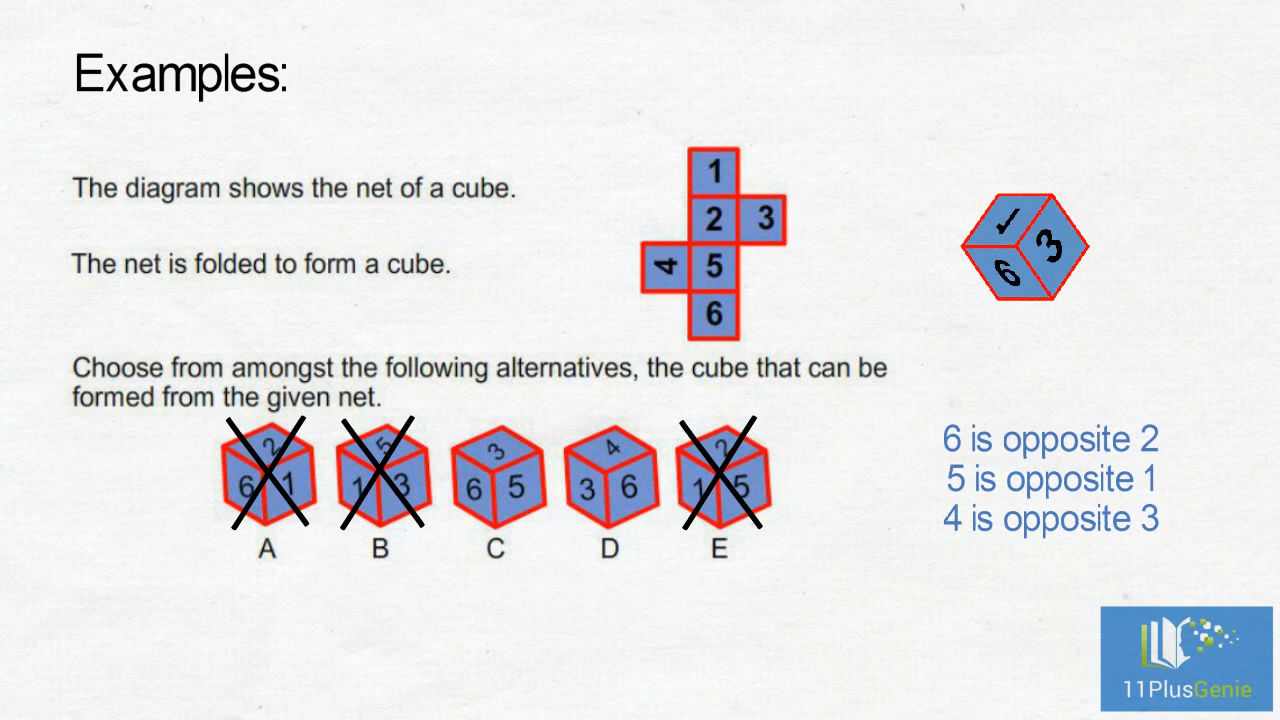 Examples:
The diagram shows the net of a cube.
The net is folded to form a cube.
1
2 3
4 5
6
1
3
6
Choose from amongst the following alternatives, the cube that can be
formed from the given net.
2 6 1
5 1 3
3 6 5
4 3 6
2 1 5
A B C D E
6 is opposite 2
5 is opposite 1
4 is opposite 3
11PlusGenie